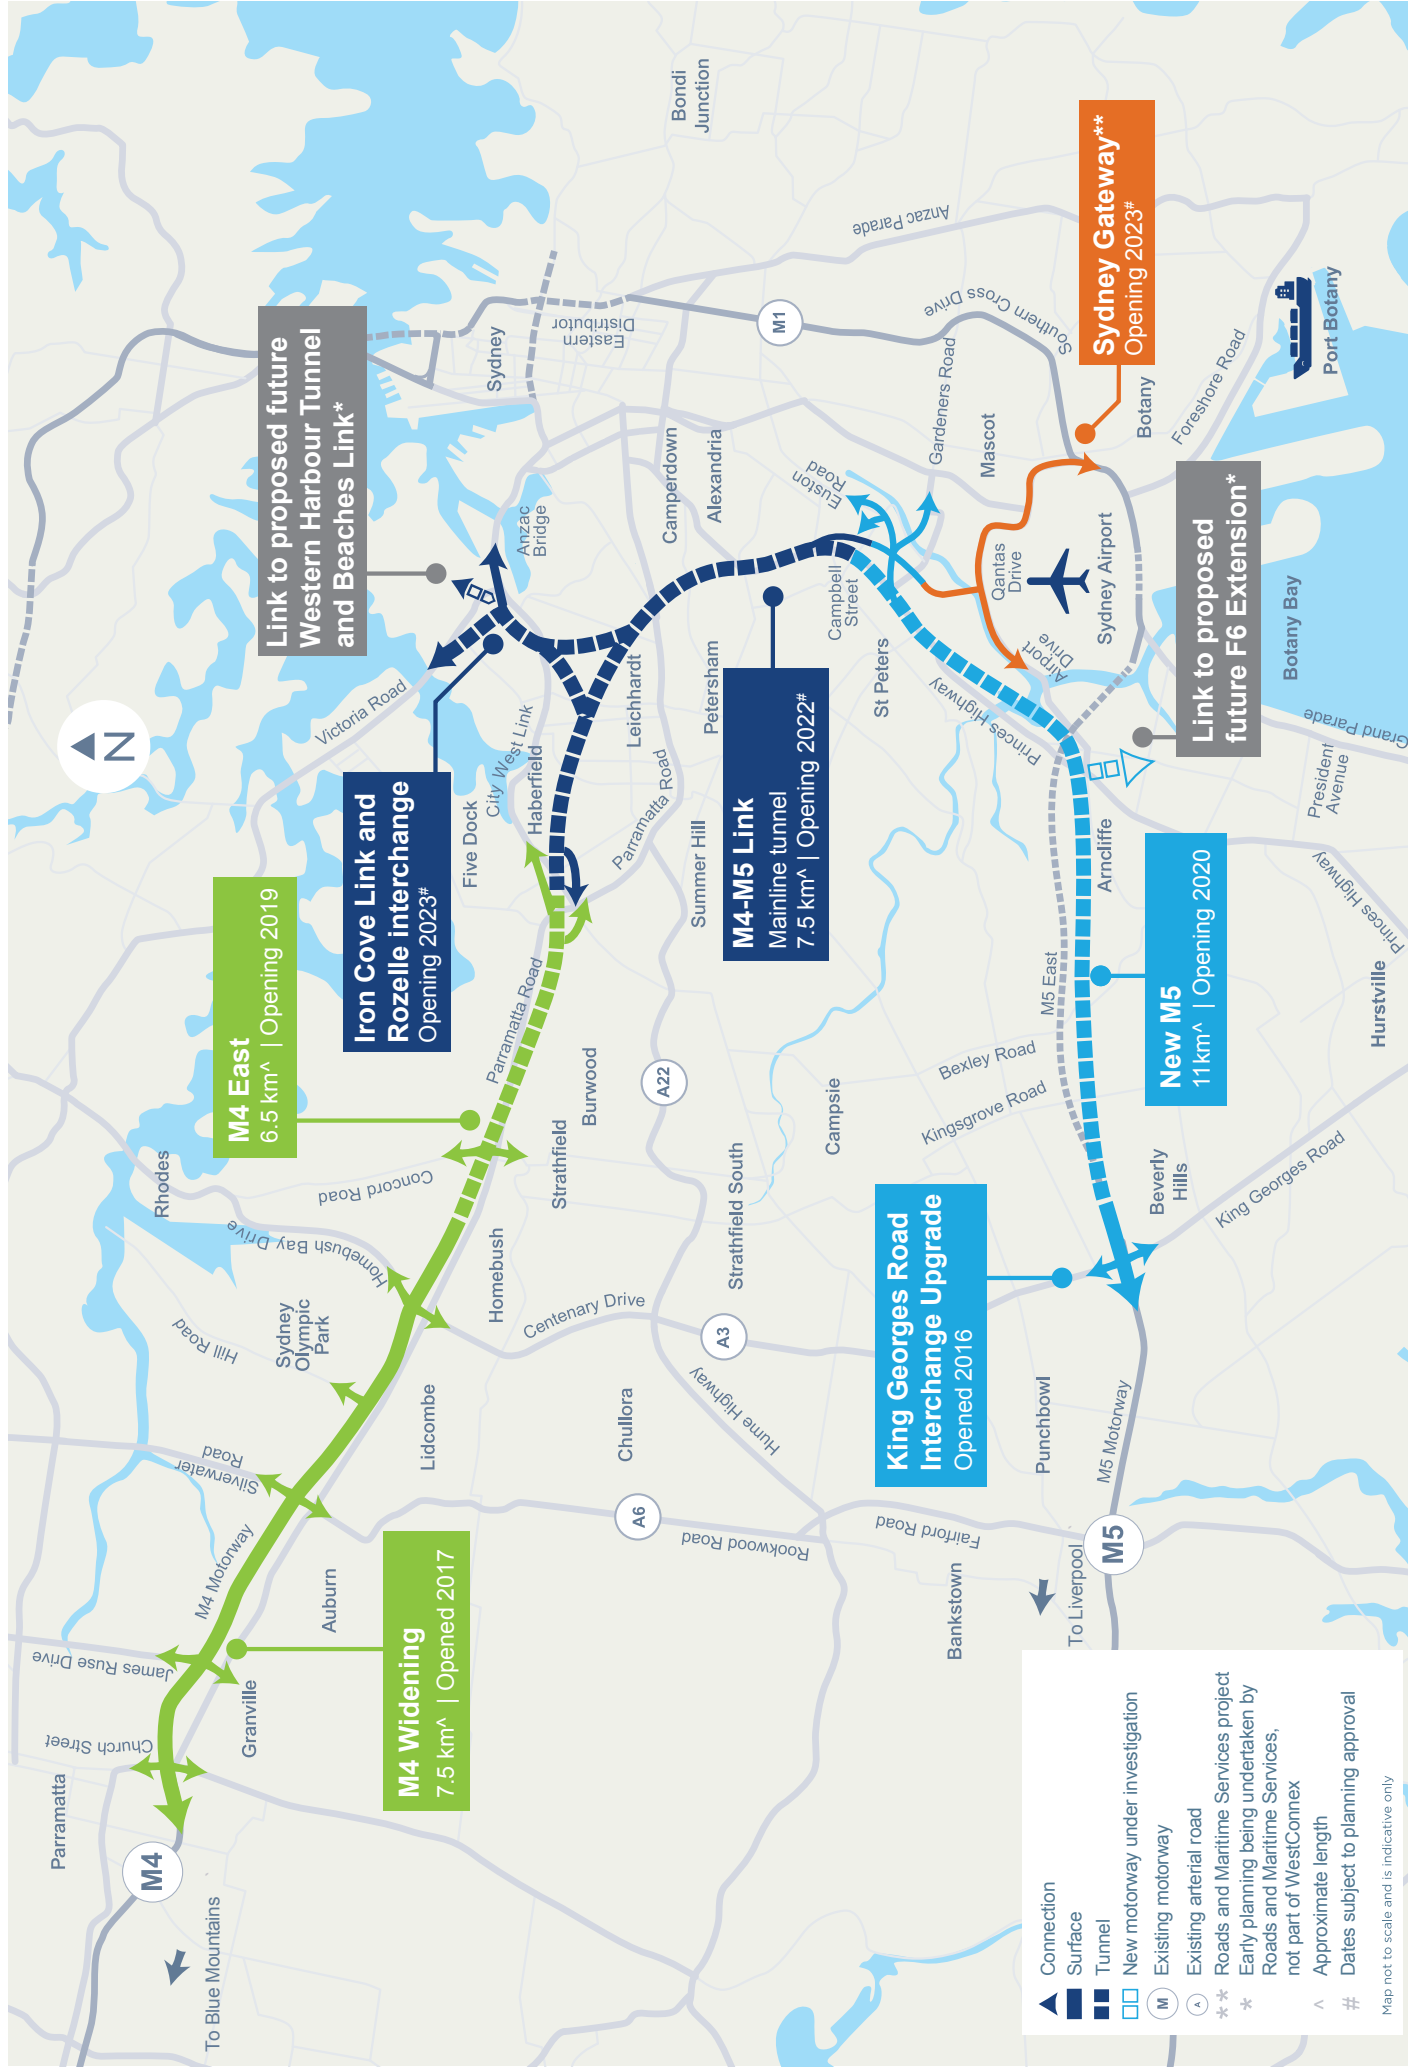 Parramatta
M4
To Blue Mountains
Church Street
James Ruse Drive
Granville
M4 Motorway
M4 Widening
7.5 km^ | Opened 2017
Auburn
Silverwater
Road
Hill Road
Sydney
Olympic
Park
Lidcombe
Homebush Bay Drive
Rhodes
Homebush
Concord Road
Strathfield
M4 East
6.5 km^ | Opening 2019
Burwood
Parramatta Road
Centenary Drive
Chullora
A6
Rookwood Road
Hume Highway
A3
A22
Strathfield South
Iron Cove Link and
Rozelle interchange
Opening 2023#
Five Dock
City West Link
Haberfield
Victoria Road
N
Parramatta Road
Summer Hill
Leichhardt
Petersham
Link to proposed future
Western Harbour Tunnel
and Beaches Link*
Anzac
Bridge
Sydney
Eastern
Distributor
Camperdown
Alexandria
M1
Bondi
Junction
Anzac Parade
M4-M5 Link
Mainline tunnel
7.5 km^ | Opening 2022#
Campbell
Street
St Peters
Euston
Road
Gardeners Road
Mascot
Southern Cross Drive
Sydney Gateway**
Opening 2023#
Botany
Foreshore Road
Port Botany
Qantas
Drive
Sydney Airport
Airport
Drive
Princes Highway
Botany Bay
Link to proposed
future F6 Extension*
Grand Parade
President
Avenue
Princes Highway
Hurstville
Arncliffe
M5 East
New M5
11km^ | Opening 2020
Bexley Road
Kingsgrove Road
Campsie
Beverly
Hills
King Georges Road
King Georges Road
Interchange Upgrade
Opened 2016
Punchbowl
M5 Motorway
Fairford Road
Bankstown
M5
To Liverpool
Connection
Surface
Tunnel
New motorway under investigation
M Existing motorway
A Existing arterial road
** Roads and Maritime Services project
* Early planning being undertaken by
Roads and Maritime Services,
not part of WestConnex
^ Approximate length
# Dates subject to planning approval
Map not to scale and is indicative only